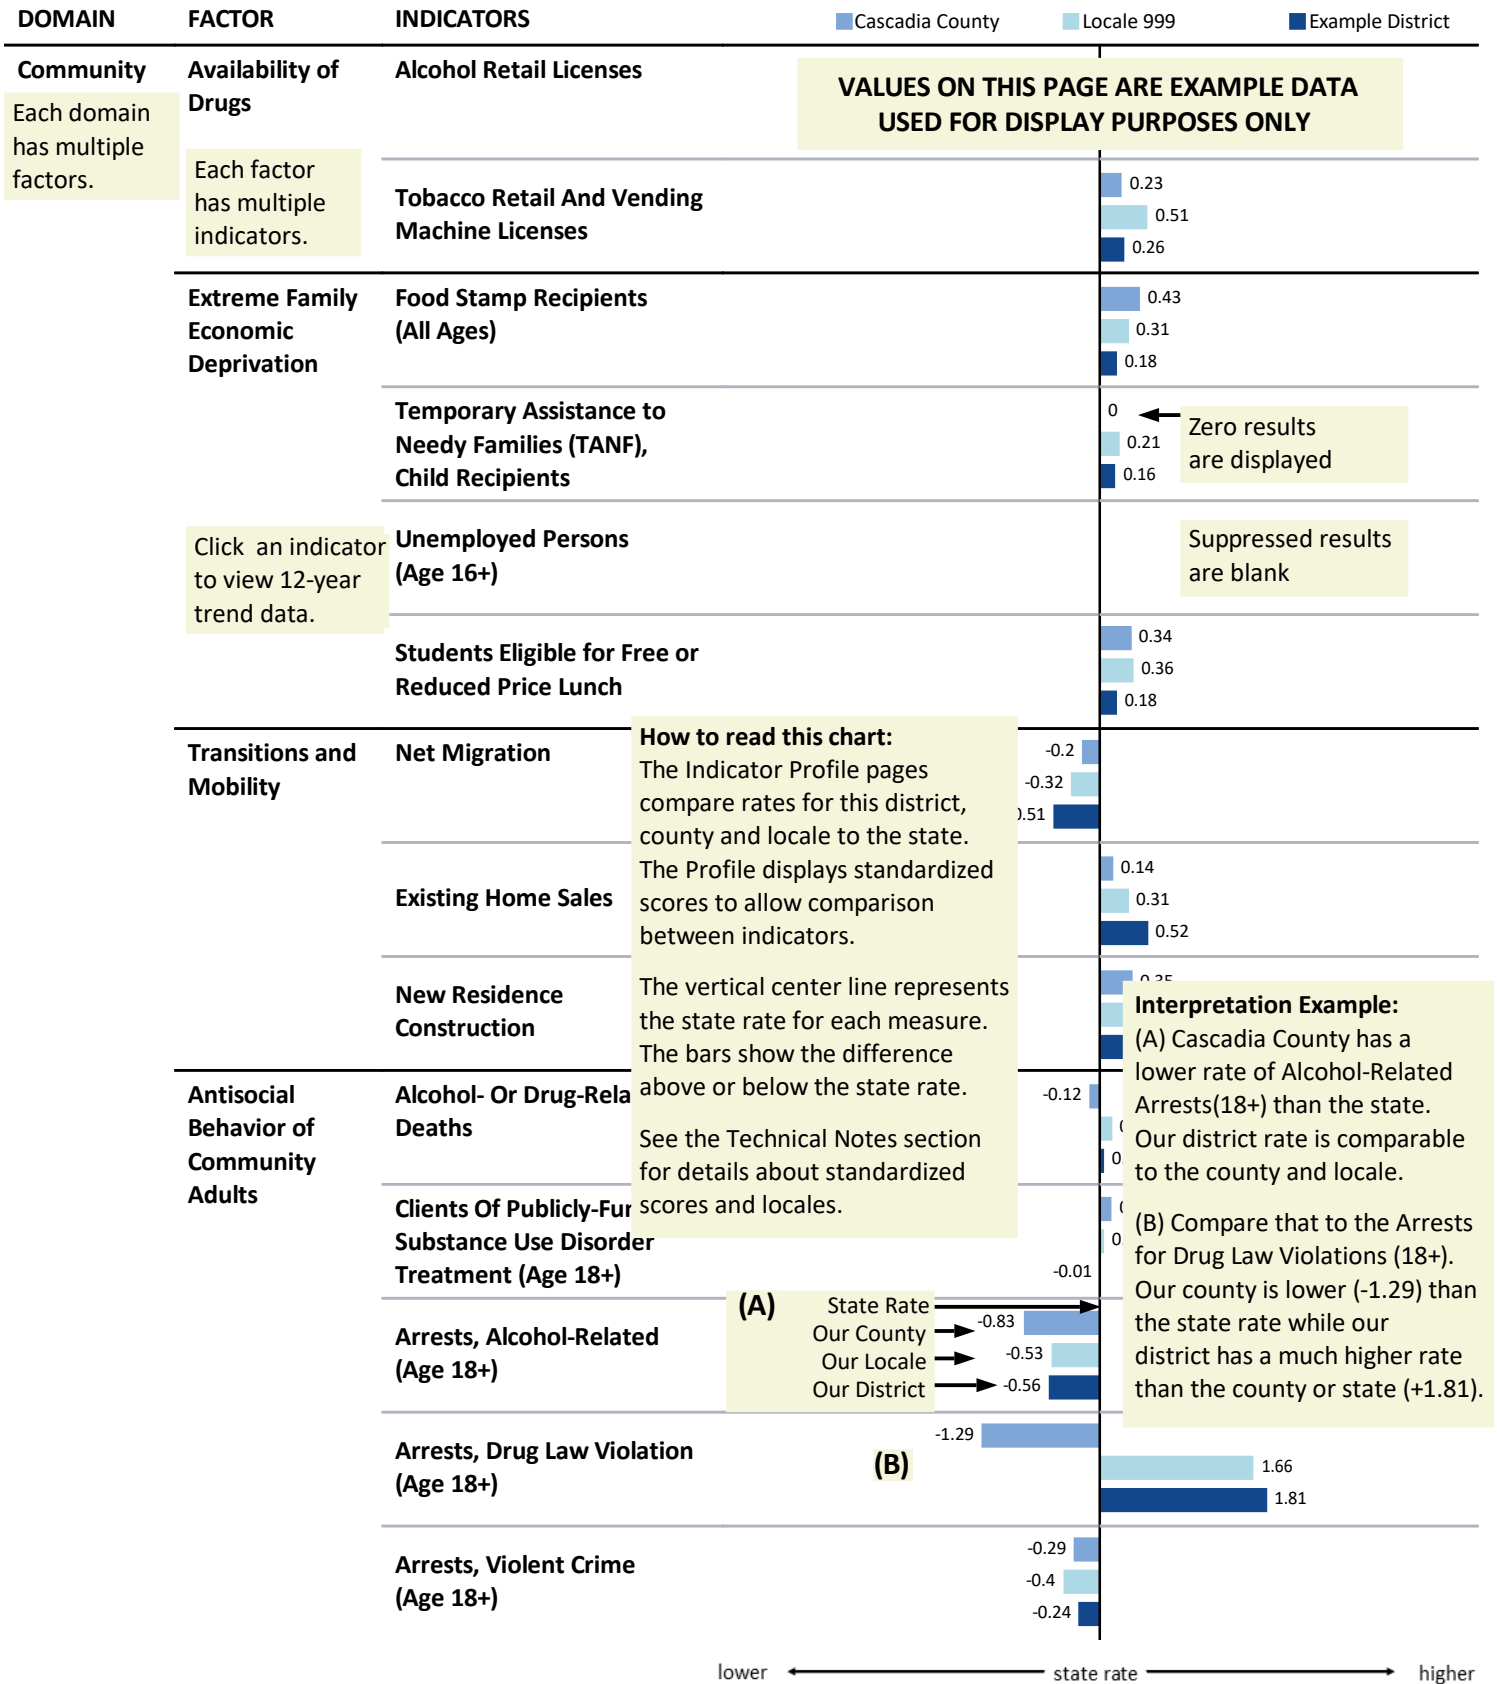 DOMAIN FACTOR INDICATORS Cascadia County Locale 999 Example District
Community
Each domain
has multiple
factors.
Availability of
Drugs
Each factor
has multiple
indicators.
Alcohol Retail Licenses
VALUES ON THIS PAGE ARE EXAMPLE DATA
USED FOR DISPLAY PURPOSES ONLY
Tobacco Retail And Vending
Machine Licenses
0.23
0.51
0.26
Extreme Family
Economic
Deprivation
Food Stamp Recipients
(All Ages)
0.43
0.31
0.18
Temporary Assistance to
Needy Families (TANF),
Child Recipients
0
0.21
0.16
Zero results
are displayed
Click an indicator
to view 12-year
trend data.
Unemployed Persons
(Age 16+)
Suppressed results
are blank
Students Eligible for Free or
Reduced Price Lunch
0.34
0.36
0.18
Transitions and
Mobility
Net Migration
-0.2
-0.32
.51
How to read this chart:
The Indicator Profile pages
compare rates for this district,
county and locale to the state.
The Profile displays standardized
scores to allow comparison
between indicators.
The vertical center line represents
the state rate for each measure.
The bars show the difference
above or below the state rate.
See the Technical Notes section
for details about standardized
scores and locales.
Existing Home Sales
0.14
0.31
0.52
New Residence
Construction
Interpretation Example:
(A) Cascadia County has a
lower rate of Alcohol-Related
Arrests(18+) than the state.
Our district rate is comparable
to the county and locale.
(B) Compare that to the Arrests
for Drug Law Violations (18+).
Our county is lower (-1.29) than
the state rate while our
district has a much higher rate
than the county or state (+1.81).
Antisocial
Behavior of
Community
Adults
Alcohol- Or Drug-Rela
Deaths
-0.12
0.
Clients Of Publicly-Fur
Substance Use Disorder
Treatment (Age 18+)
0.
-0.01
Arrests, Alcohol-Related
(Age 18+)
(A)
State Rate
Our County
Our Locale
Our District
-0.83
-0.53
-0.56
Arrests, Drug Law Violation
(Age 18+)
(B)
-1.29
1.66
1.81
Arrests, Violent Crime
(Age 18+)
-0.29
-0.4
-0.24
lower state rate higher